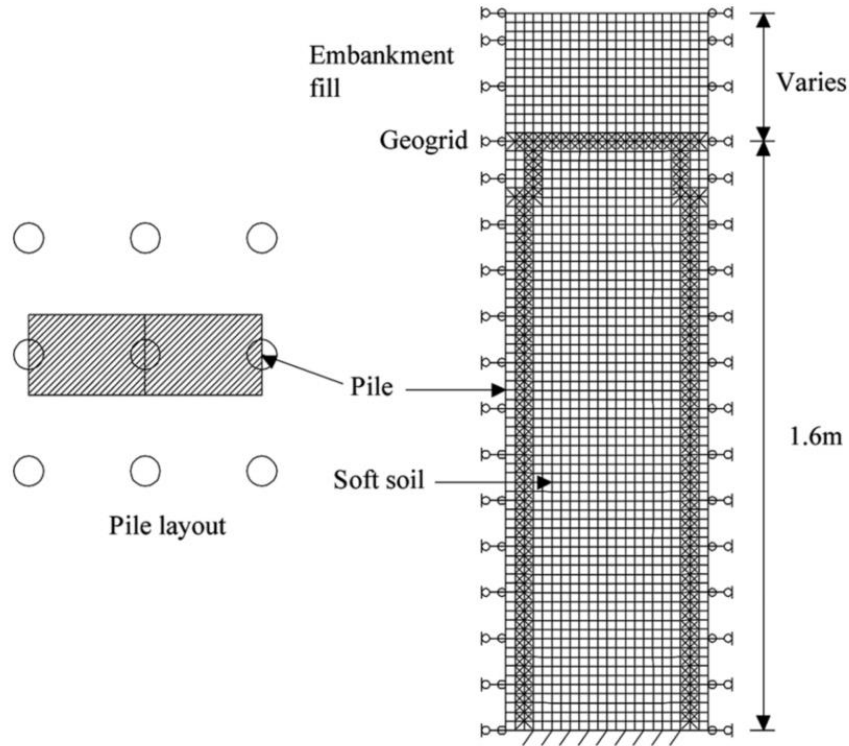 Embankment
fill
Varies
Geogrid
Pile
1.6m
Soft soil
Pile layout